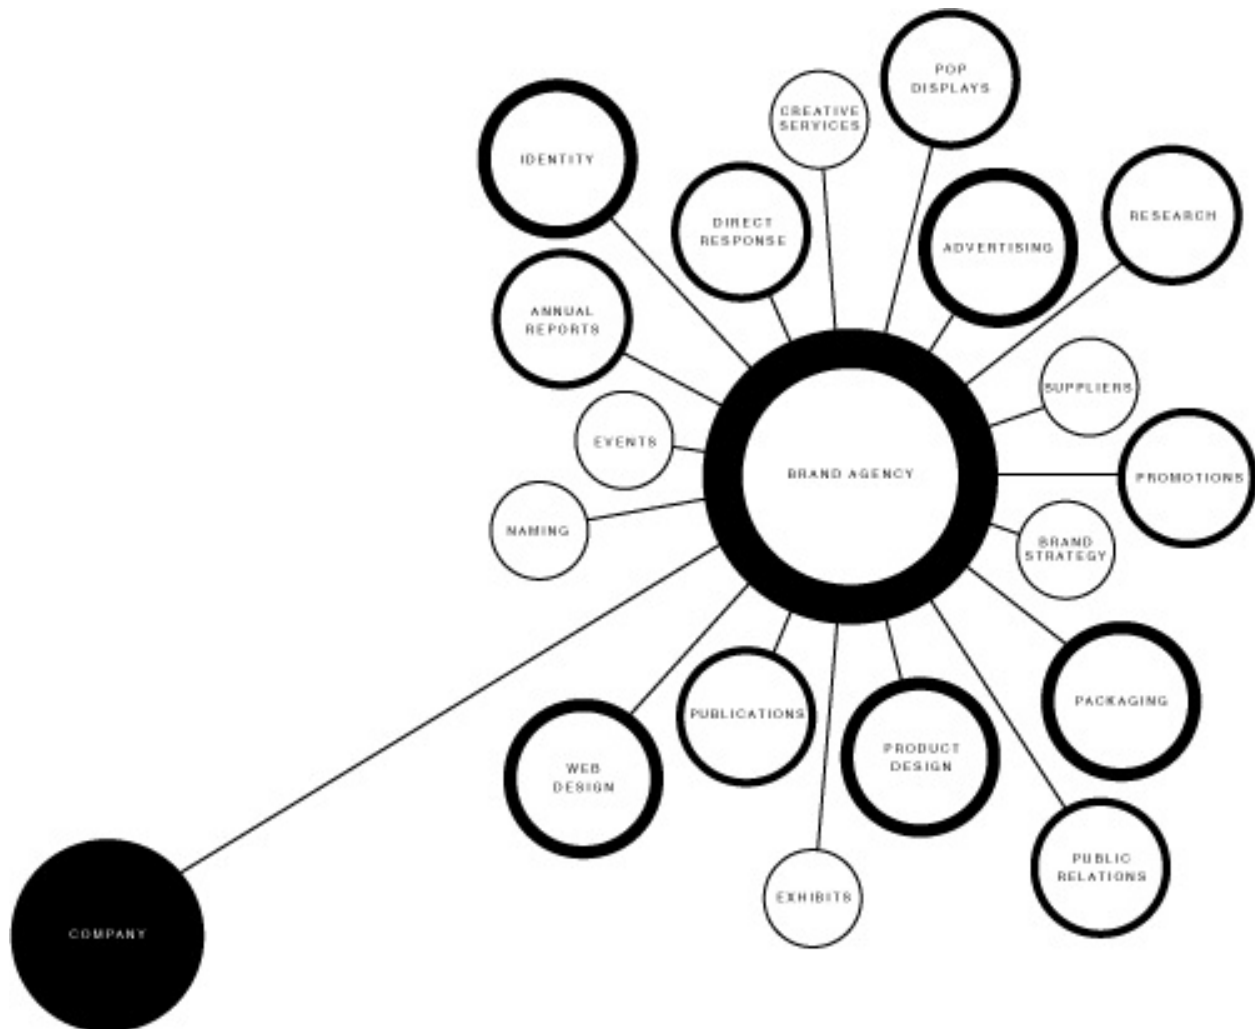 POP
DISPLAYS
CREATIVE
SERVICES
IDENTITY
DIRECT
RESPONSE
ADVERTISING
RESEARCH
ANNUAL
REPORTS
SUPPLIERS
EVENTS
BRAND AGENCY
PROMOTIONS
NAMING
BRAND
STRATEGY
PUBLICATIONS
PACKAGING
WEB
DESIGN
PRODUCT
DESIGN
PUBLIC
RELATIONS
EXHIBITS
COMPANY